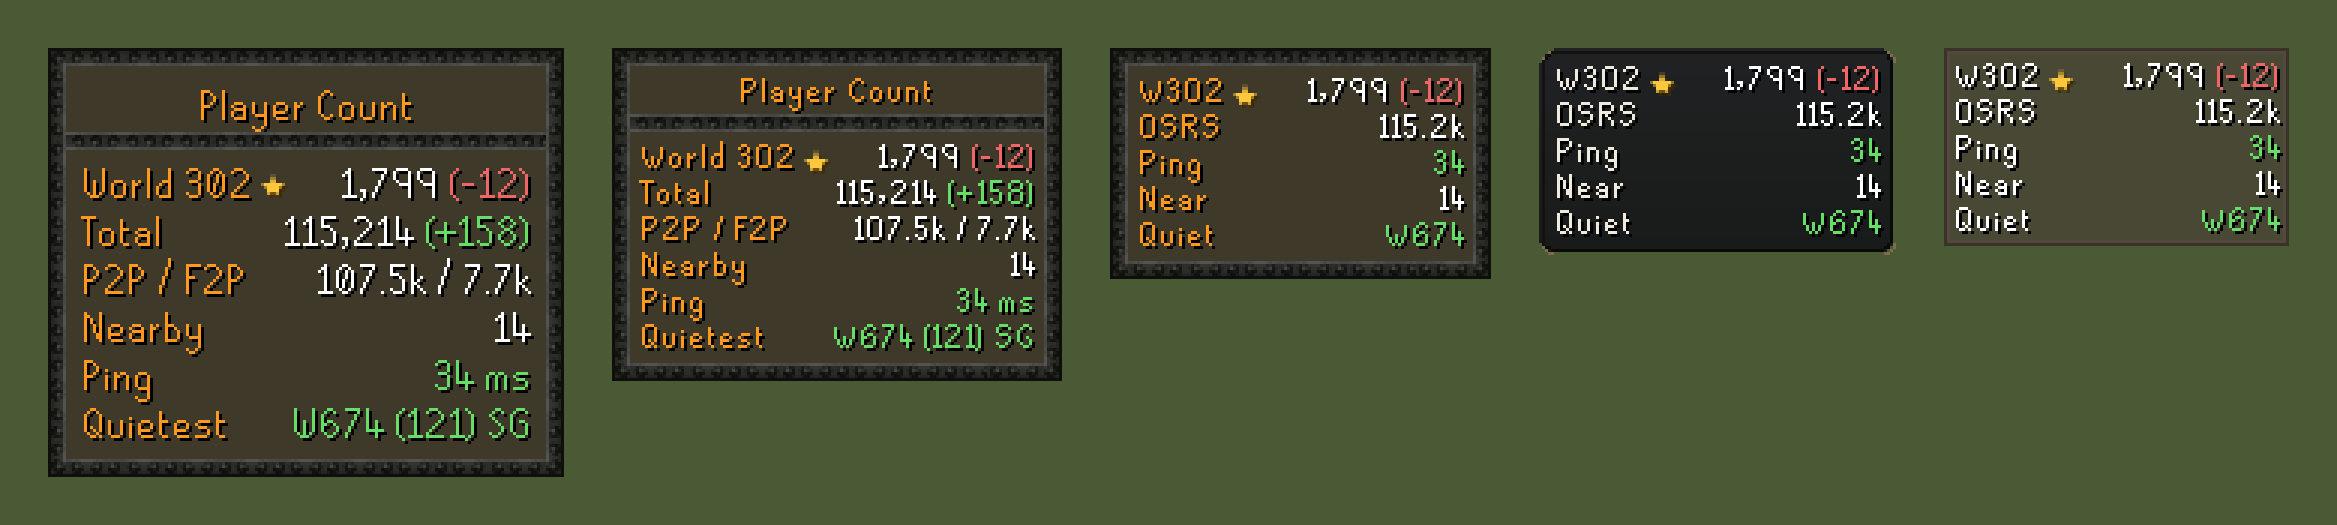 Player Count
World 302 1,799 (-12)
Total 115,214 (+158)
P2P / F2P 107.5k / 7.7k
Nearby 14
Ping 34 ms
Quietest W674 (121) SG
Player Count
World 302 1,799 (-12)
Total 115,214 (+158)
P2P / F2P 107.5k / 7.7k
Nearby 14
Ping 34 ms
Quietest W674 (121) SG
W302 1,799 (-12)
OSRS 115.2k
Ping 34
Near 14
Quiet W674
W302 1,799 (-12)
OSRS 115.2k
Ping 34
Near 14
Quiet W674
W302 1,799 (-12)
OSRS 115.2k
Ping 34
Near 14
Quiet W674